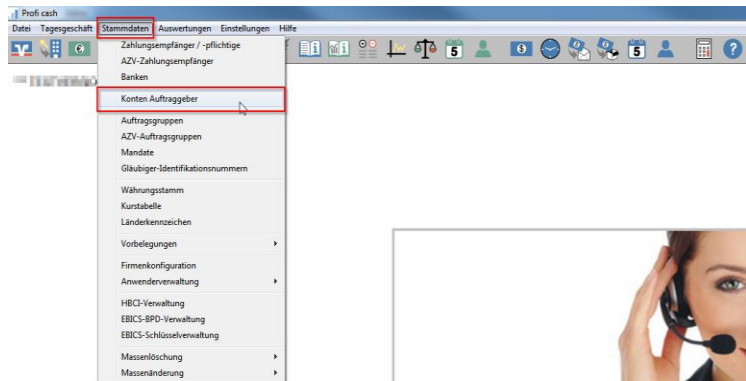 Profi cash
Datei Tagesgeschäft Stammdaten Auswertungen Einstellungen Hilfe
Zahlungsempfänger / -pflichtige
AZV-Zahlungsempfänger
Banken
Konten Auftraggeber
Auftragsgruppen
AZV-Auftragsgruppen
Mandate
Gläubiger-Identifikationsnummern
Währungsstamm
Kurstabelle
Länderkennzeichen
Vorbelegungen
Firmenkonfiguration
Anwenderverwaltung
HBCI-Verwaltung
EBICS-BPD-Verwaltung
EBICS-Schlüsselverwaltung
Massenlöschung
Massenänderung